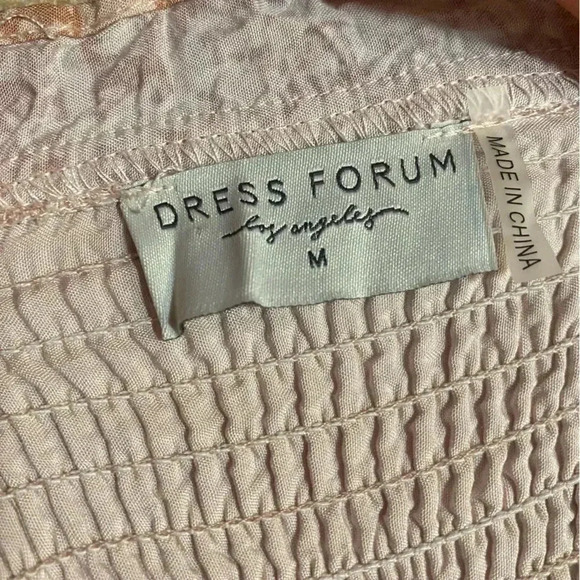 DRESS FORUM
los angeles
M
MADE IN CHINA